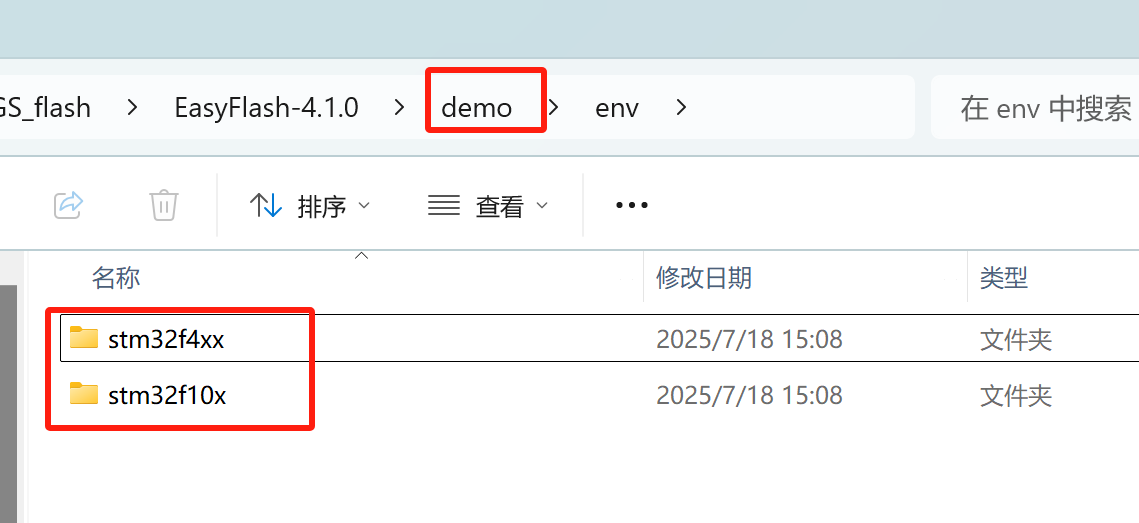 GS_flash > EasyFlash-4.1.0 > demo > env > 在 env 中搜索
排序 查看 •••
名称 修改日期 类型
stm32f4xx 2025/7/18 15:08 文件夹
stm32f10x 2025/7/18 15:08 文件夹